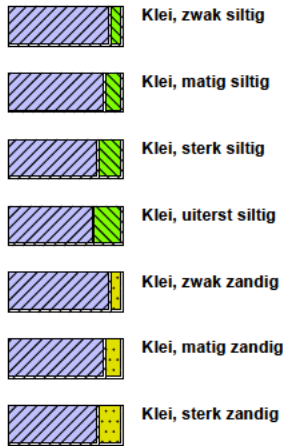 Klei, zwak siltig
Klei, matig siltig
Klei, sterk siltig
Klei, uiterst siltig
Klei, zwak zandig
Klei, matig zandig
Klei, sterk zandig